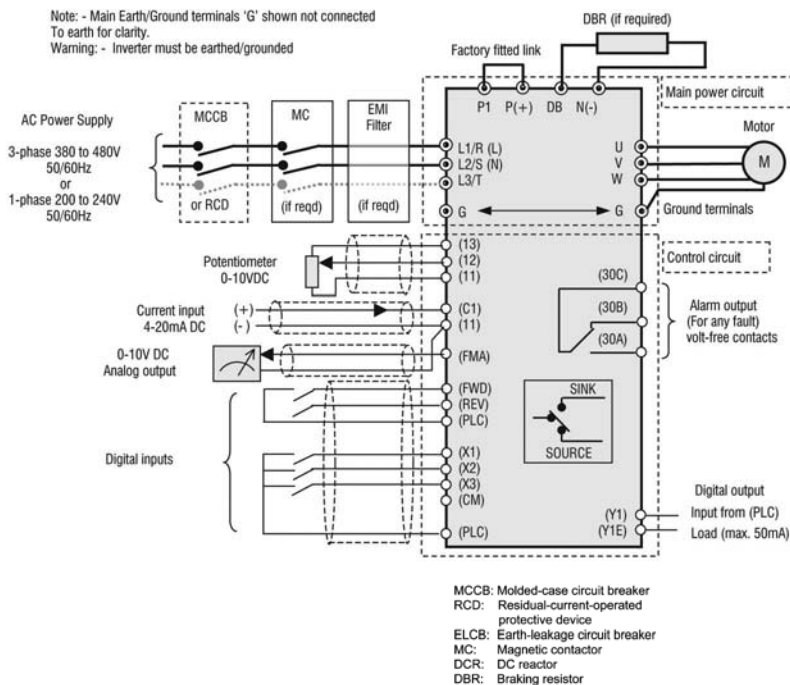 Note: - Main Earth/Ground terminals ‘G’ shown not connected
To earth for clarity.
Warning: - Inverter must be earthed/grounded
DBR (if required)
Factory fitted link
P1 P(+) DB N(-)
Main power circuit
AC Power Supply
3-phase 380 to 480V
50/60Hz
or
1-phase 200 to 240V
50/60Hz
MCCB
or RCD
MC
(if reqd)
EMI
Filter
(if reqd)
L1/R (L)
L2/S (N)
L3/T
G
U
V
W
G
Motor
M
Ground terminals
Control circuit
Potentiometer
0-10VDC
(13)
(12)
(11)
Current input
4-20mA DC
(+)
(-)
(C1)
(11)
0-10V DC
Analog output
(FMA)
Digital inputs
(FWD)
(REV)
(PLC)
(X1)
(X2)
(X3)
(CM)
(PLC)
(30C)
(30B)
(30A)
Alarm output
(For any fault)
volt-free contacts
SINK
SOURCE
Digital output
(Y1) Input from (PLC)
(Y1E) Load (max. 50mA)
MCCB: Molded-case circuit breaker
RCD: Residual-current-operated
protective device
ELCB: Earth-leakage circuit breaker
MC: Magnetic contactor
DCR: DC reactor
DBR: Braking resistor